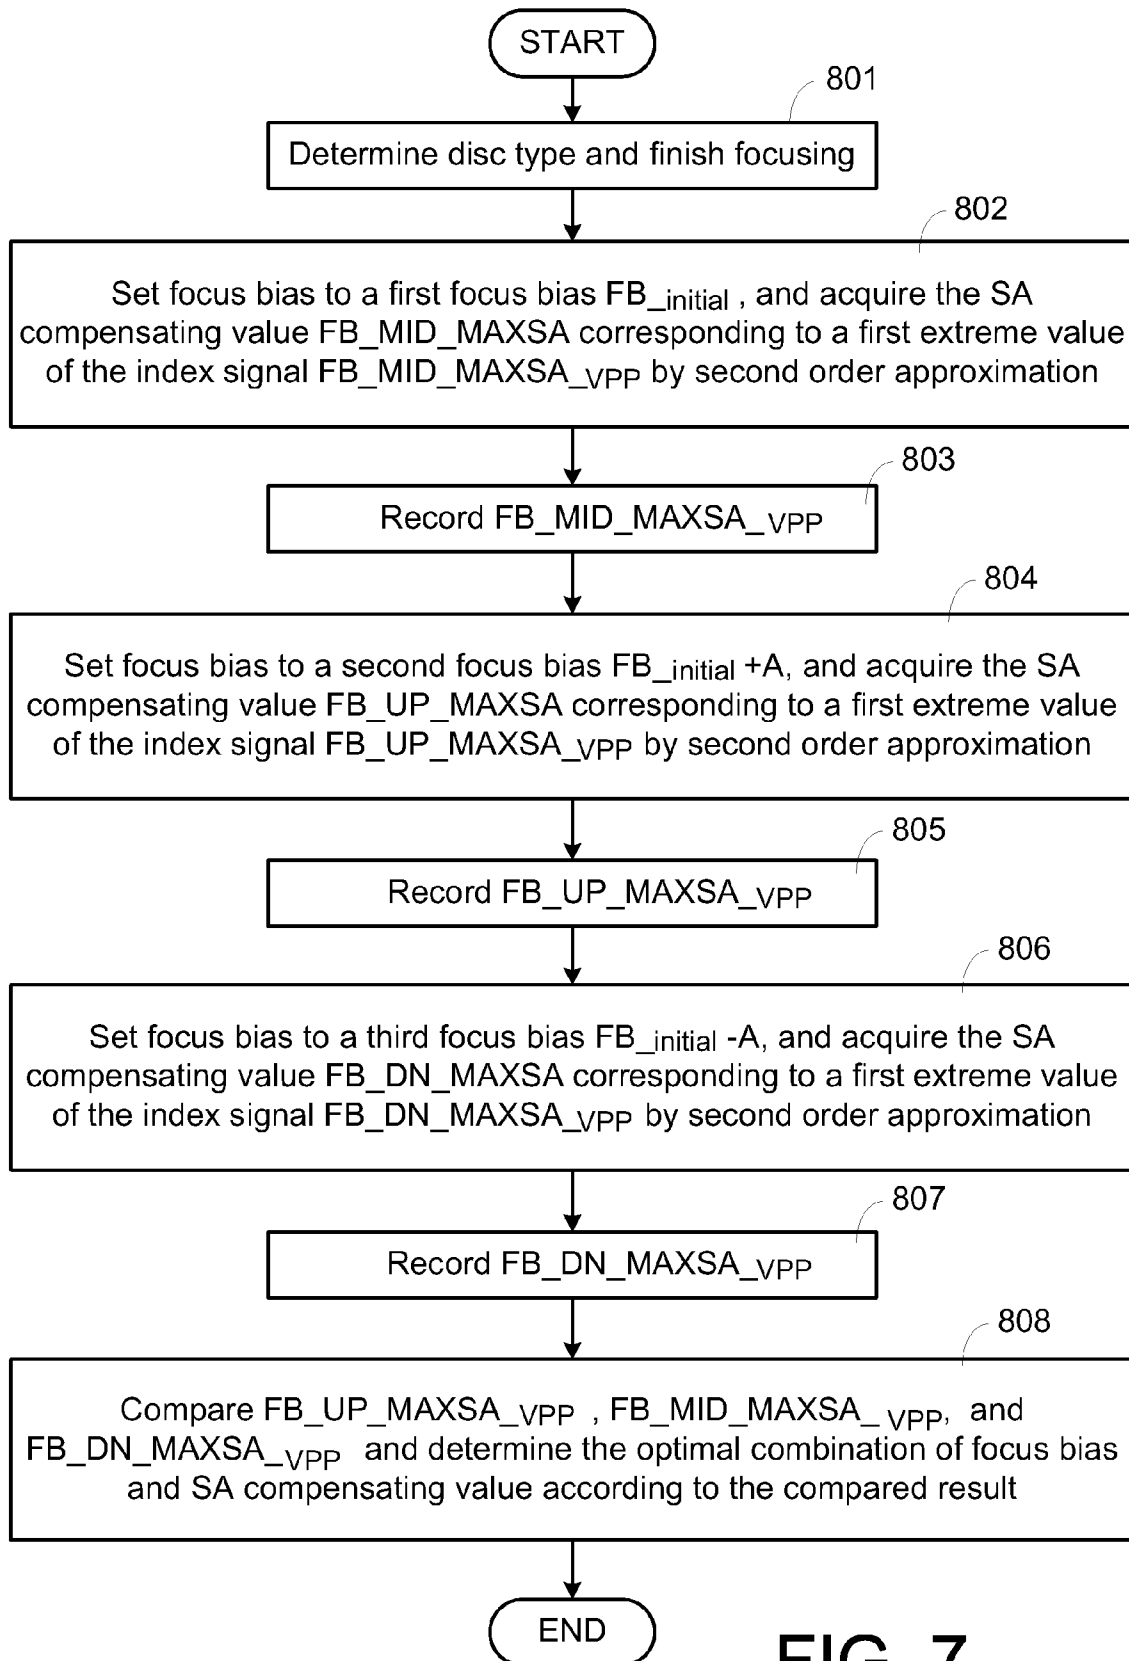 START
801
Determine disc type and finish focusing
802
Set focus bias to a first focus bias FB_initial , and acquire the SA
compensating value FB_MID_MAXSA corresponding to a first extreme value
of the index signal FB_MID_MAXSA_VPP by second order approximation
803
Record FB_MID_MAXSA_VPP
804
Set focus bias to a second focus bias FB_initial +A, and acquire the SA
compensating value FB_UP_MAXSA corresponding to a first extreme value
of the index signal FB_UP_MAXSA_VPP by second order approximation
805
Record FB_UP_MAXSA_VPP
806
Set focus bias to a third focus bias FB_initial -A, and acquire the SA
compensating value FB_DN_MAXSA corresponding to a first extreme value
of the index signal FB_DN_MAXSA_VPP by second order approximation
807
Record FB_DN_MAXSA_VPP
808
Compare FB_UP_MAXSA_VPP , FB_MID_MAXSA_ VPP, and
FB_DN_MAXSA_VPP and determine the optimal combination of focus bias
and SA compensating value according to the compared result
END
FIG. 7